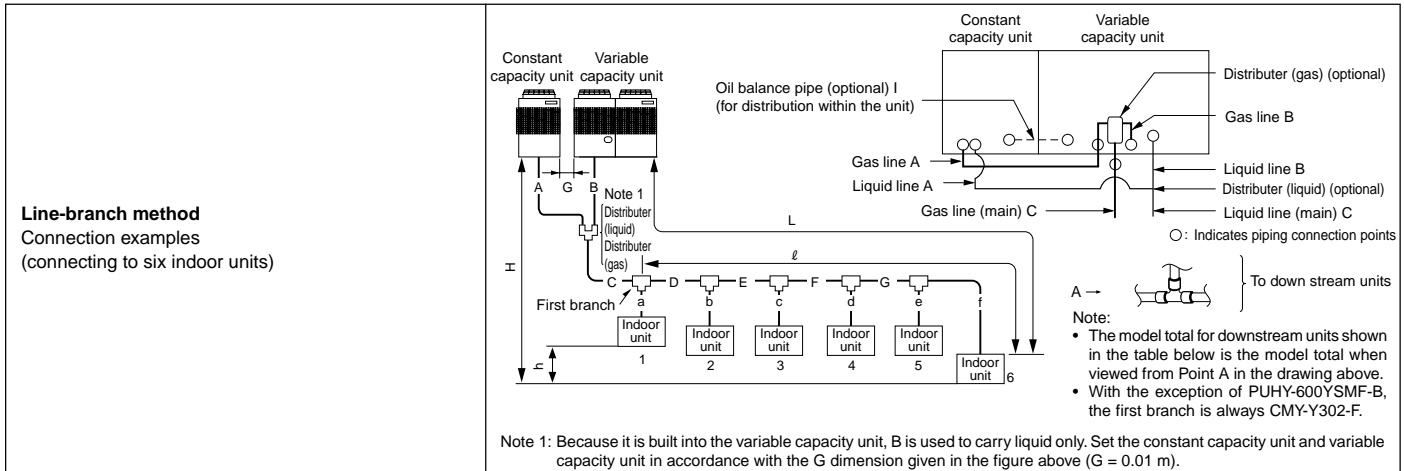 Line-branch method
Connection examples
(connecting to six indoor units)
Constant
capacity unit
Variable
capacity unit
A
G
B
Note 1
Distributer
(liquid)
Distributer
(gas)
H
L
ℓ
C
D
E
F
G
First branch
a
b
c
d
e
f
Indoor
unit
1
Indoor
unit
2
Indoor
unit
3
Indoor
unit
4
Indoor
unit
5
Indoor
unit
6
h
Constant
capacity unit
Variable
capacity unit
Oil balance pipe (optional) I
(for distribution within the unit)
Distributer (gas) (optional)
Gas line B
Gas line A
Liquid line A
Gas line (main) C
Liquid line B
Distributer (liquid) (optional)
Liquid line (main) C
: Indicates piping connection points
A
To down stream units
Note:
• The model total for downstream units shown
in the table below is the model total when
viewed from Point A in the drawing above.
• With the exception of PUHY-600YSMF-B,
the first branch is always CMY-Y302-F.
Note 1: Because it is built into the variable capacity unit, B is used to carry liquid only. Set the constant capacity unit and variable
capacity unit in accordance with the G dimension given in the figure above (G = 0.01 m).